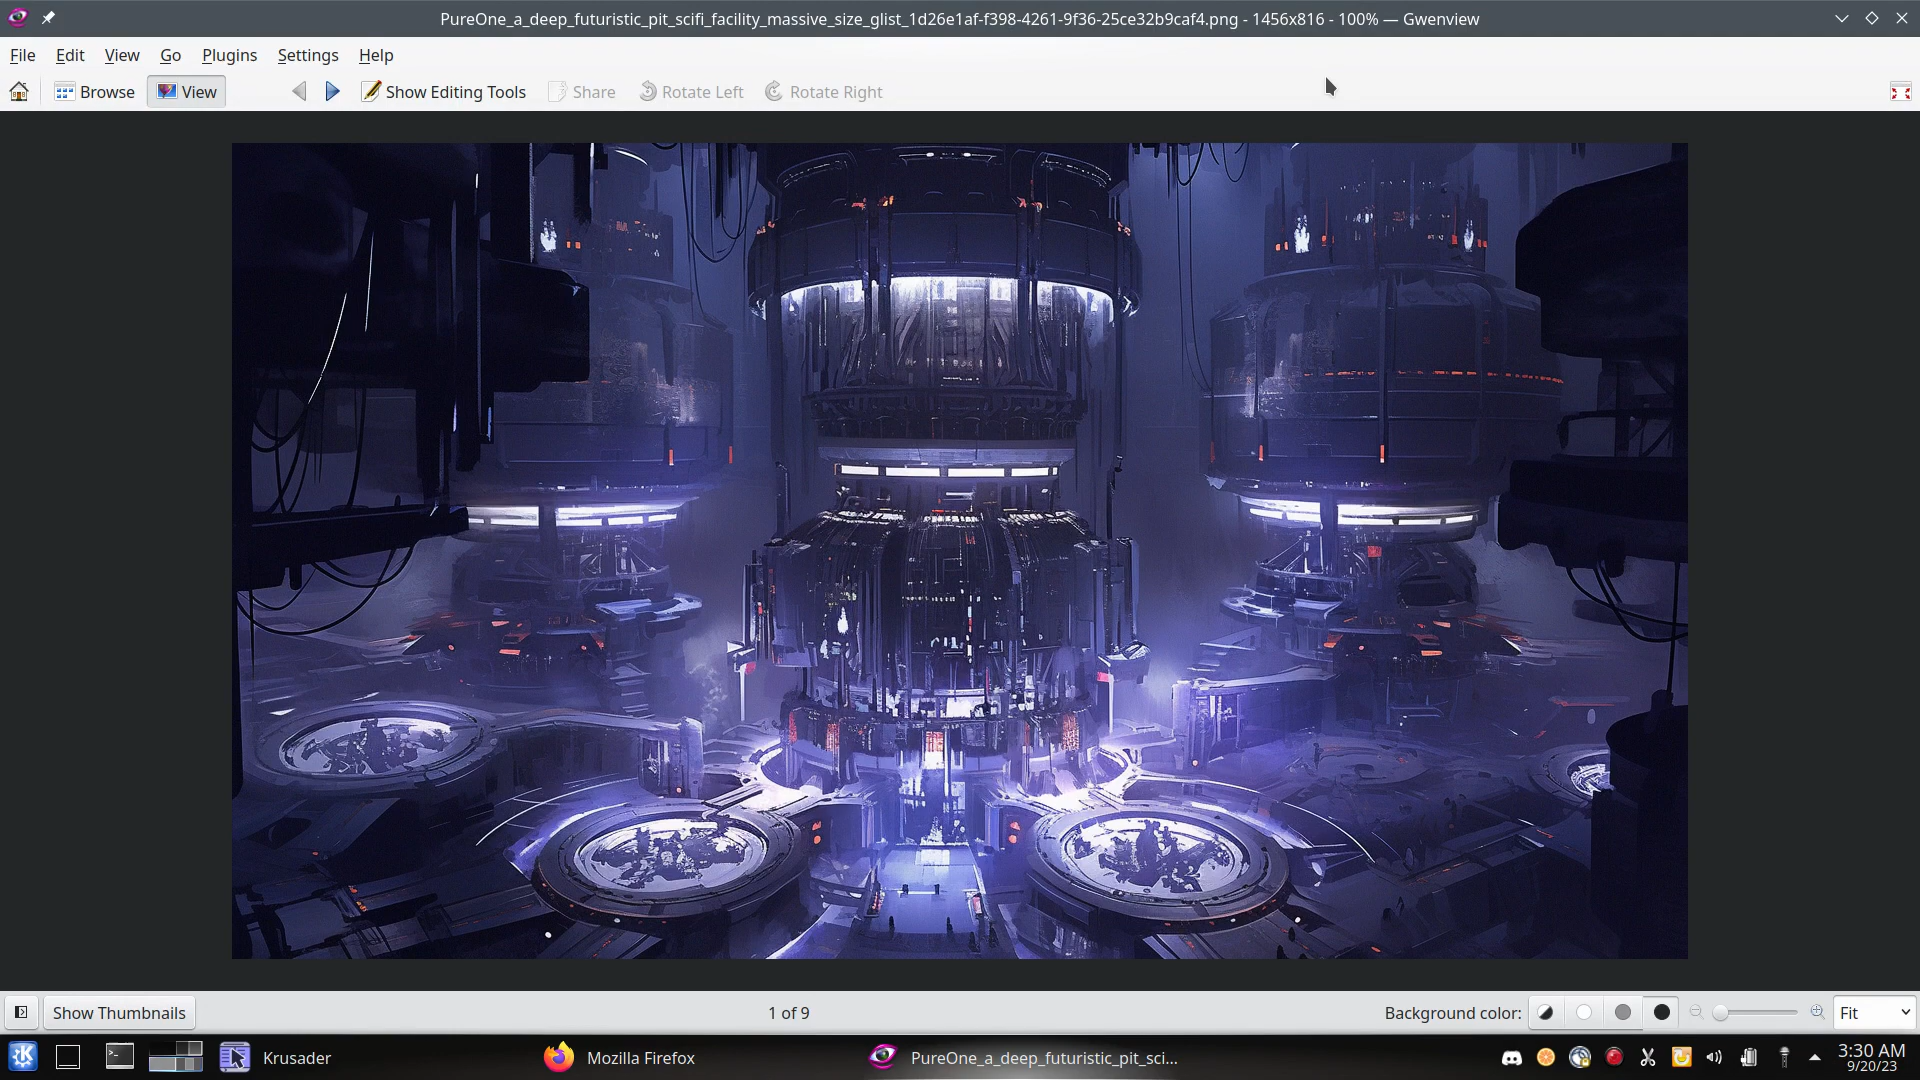 PureOne_a_deep_futuristic_pit_scifi_facility_massive_size_glist_1d26e1af-f398-4261-9f36-25ce32b9caf4.png - 1456x816 - 100% — Gwenview
File Edit View Go Plugins Settings Help
Browse View Show Editing Tools Share Rotate Left Rotate Right
Show Thumbnails 1 of 9 Background color: Fit
Krusader Mozilla Firefox PureOne_a_deep_futuristic_pit_sci... 3:30 AM
9/20/23